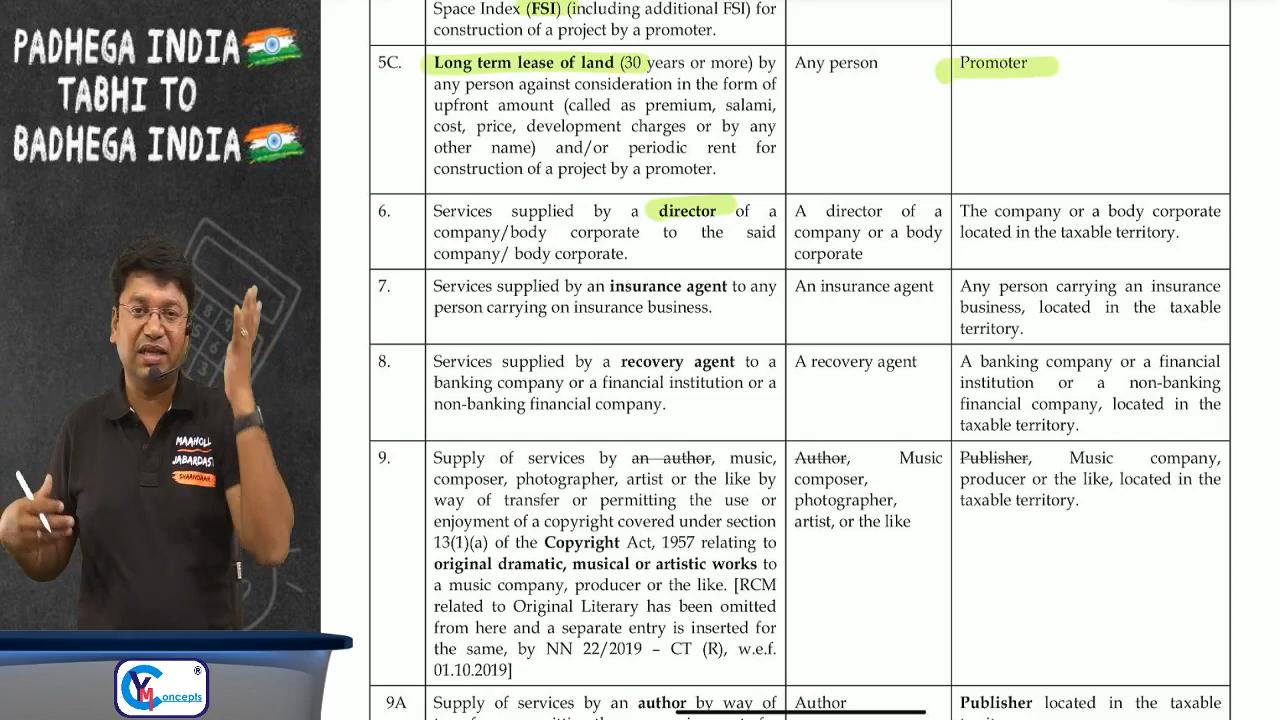 PADHEGA INDIA
TABHI TO
BADHEGA INDIA
MAAHOLL
JABARDAST
SHAANDAAR
CYM oncepts ®
Space Index (FSI) (including additional FSI) for
construction of a project by a promoter.
5C.
Long term lease of land (30 years or more) by
any person against consideration in the form of
upfront amount (called as premium, salami,
cost, price, development charges or by any
other name) and/or periodic rent for
construction of a project by a promoter.
Any person
Promoter
6.
Services supplied by a director of a
company/body corporate to the said
company/ body corporate.
A director of a
company or a body
corporate
The company or a body corporate
located in the taxable territory.
7.
Services supplied by an insurance agent to any
person carrying on insurance business.
An insurance agent
Any person carrying an insurance
business, located in the taxable
territory.
8.
Services supplied by a recovery agent to a
banking company or a financial institution or a
non-banking financial company.
A recovery agent
A banking company or a financial
institution or a non-banking
financial company, located in the
taxable territory.
9.
Supply of services by an author, music,
composer, photographer, artist or the like by
way of transfer or permitting the use or
enjoyment of a copyright covered under section
13(1)(a) of the Copyright Act, 1957 relating to
original dramatic, musical or artistic works to
a music company, producer or the like. [RCM
related to Original Literary has been omitted
from here and a separate entry is inserted for
the same, by NN 22/2019 – CT (R), w.e.f.
01.10.2019]
Author, Music
composer,
photographer,
artist, or the like
Publisher, Music company,
producer or the like, located in the
taxable territory.
9A
Supply of services by an author by way of
Author
Publisher located in the taxable